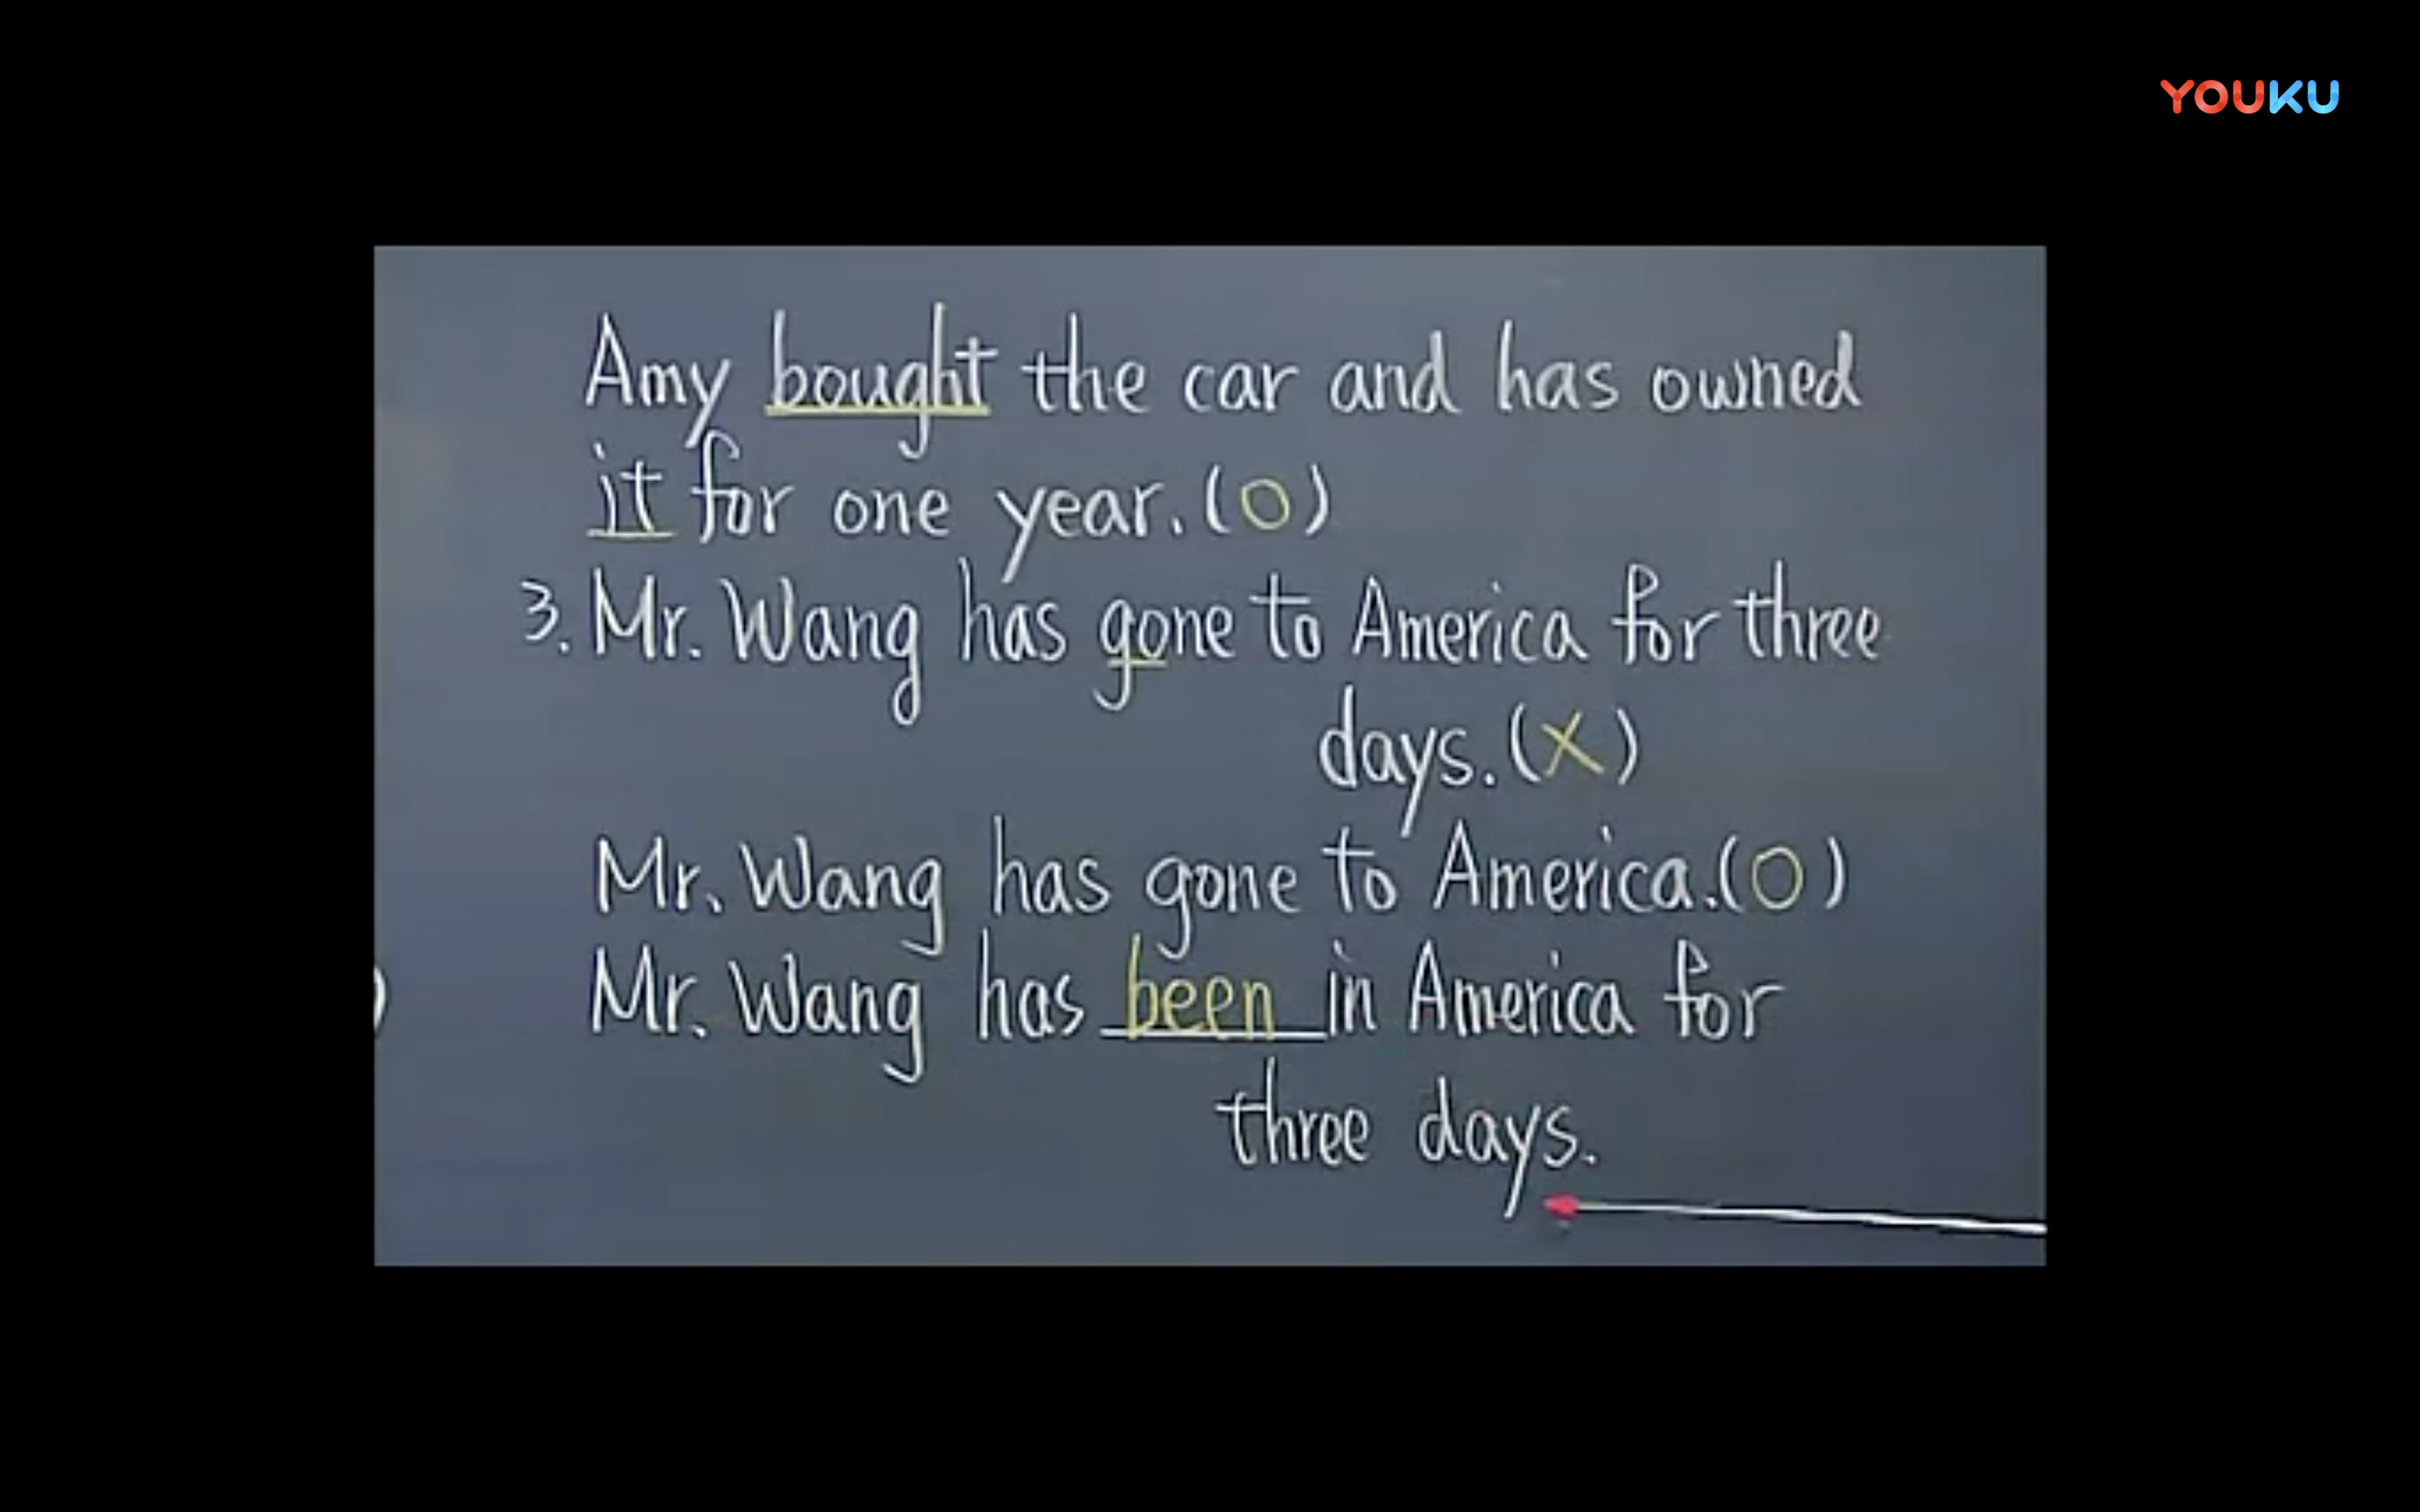 YOUKU
Amy bought the car and has owned
it for one year. (O)
3. Mr. Wang has gone to America for three
days. (X)
Mr. Wang has gone to America. (O)
Mr. Wang has been in America for
three days.